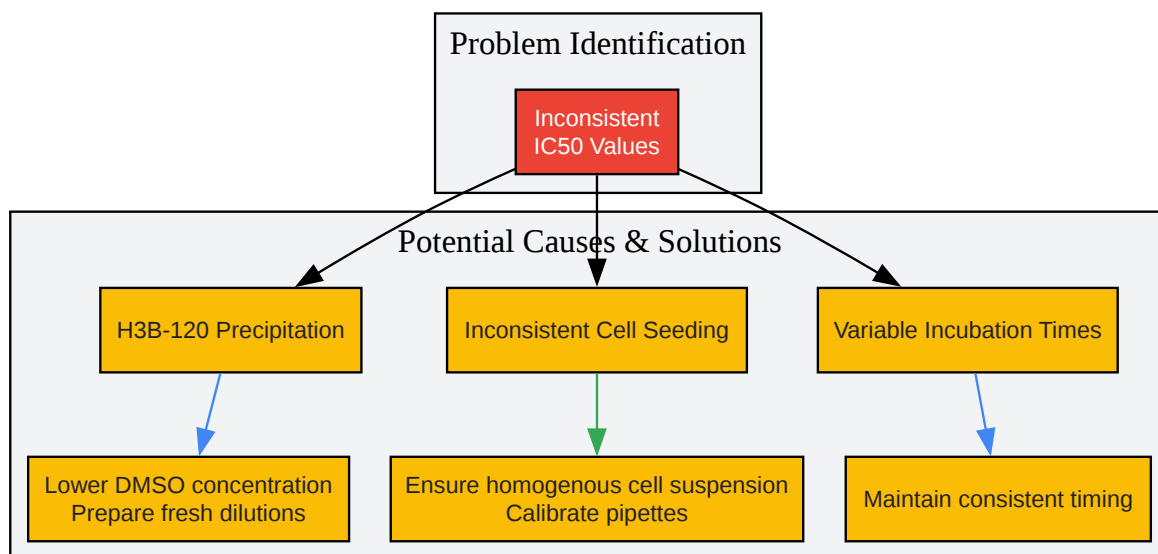 Problem Identification
Inconsistent
IC50 Values
Potential Causes & Solutions
H3B-120 Precipitation
Inconsistent Cell Seeding
Variable Incubation Times
Lower DMSO concentration
Prepare fresh dilutions
Ensure homogenous cell suspension
Calibrate pipettes
Maintain consistent timing